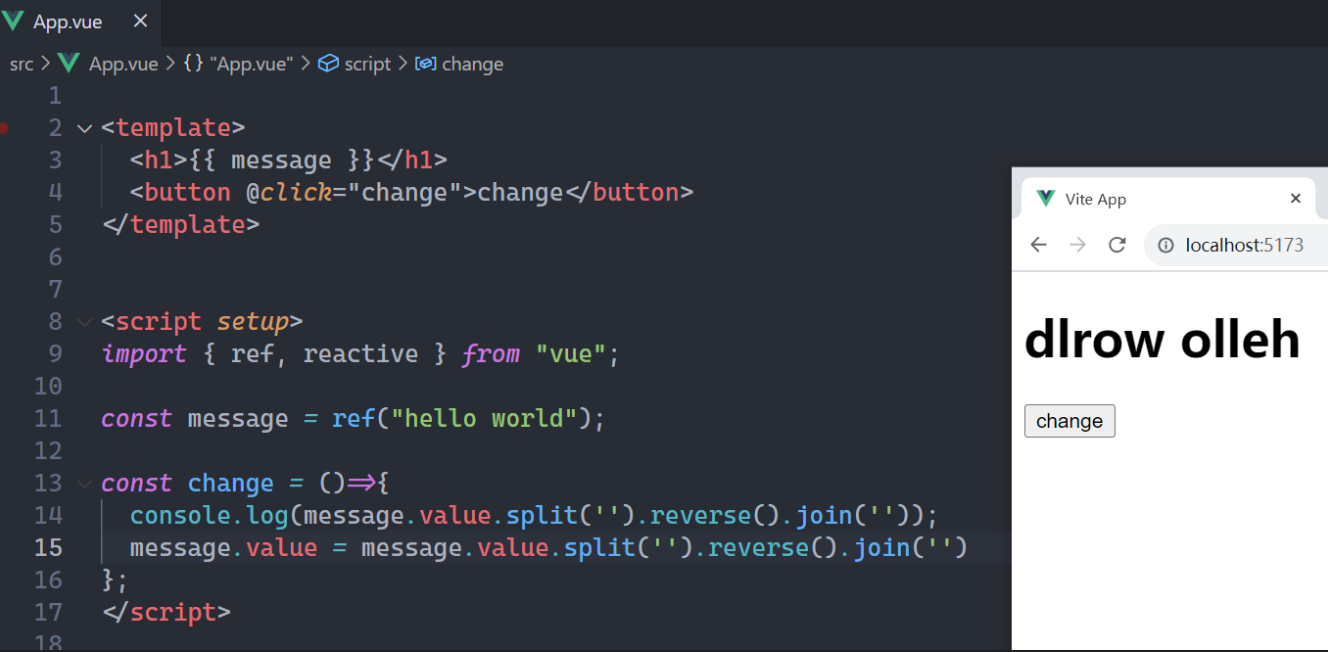 App.vue
src > App.vue > {} "App.vue" > script > change
1
2 <template>
3 <h1>{{ message }}</h1>
4 <button @click="change">change</button>
5 </template>
6
7
8 <script setup>
9 import { ref, reactive } from "vue";
10
11 const message = ref("hello world");
12
13 const change = ()=>{
14 console.log(message.value.split('').reverse().join(''));
15 message.value = message.value.split('').reverse().join('')
16 };
17 </script>
18
Vite App
localhost:5173
dlrow olleh
change